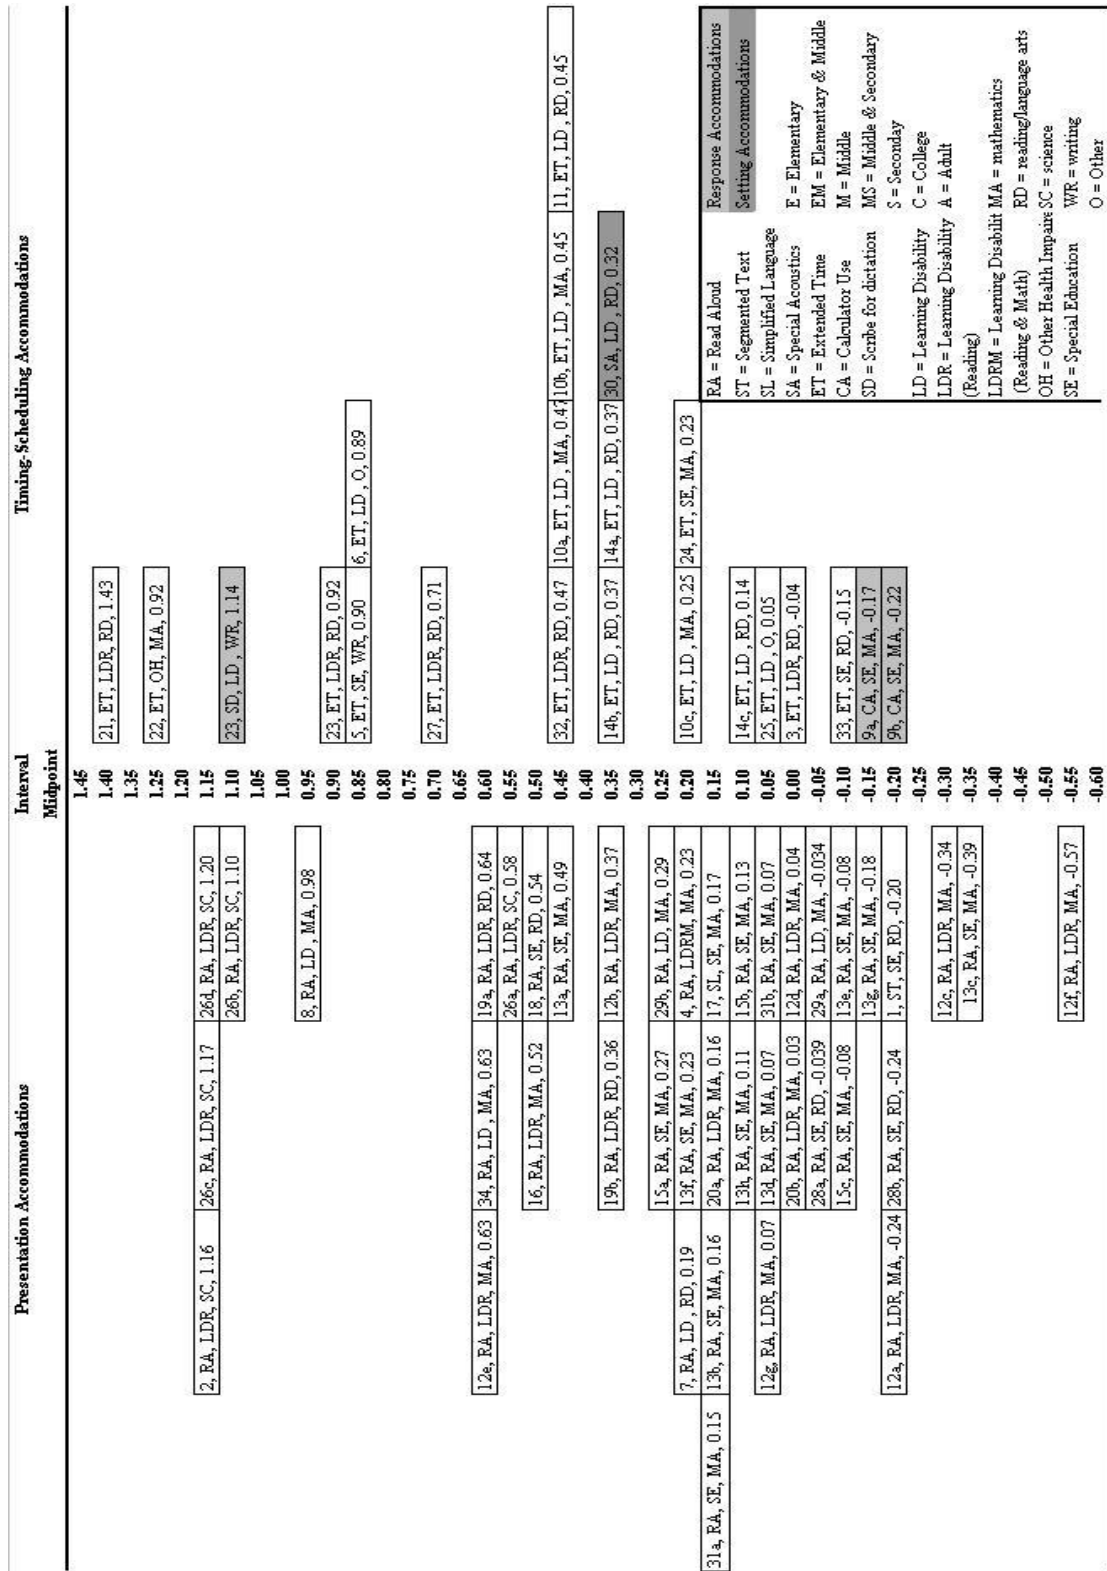 Presentation Accommodations Interval Midpoint Timing-Scheduling Accommodations
1.45
1.40 21, ET, LDR, RD, 1.43
1.35
1.25 22, ET, OH, MA, 0.92
1.20
2, RA, LDR, SC, 1.16 26c, RA, LDR, SC, 1.17 26d, RA, LDR, SC, 1.20 1.15
26b, RA, LDR, SC, 1.10 1.10 23, SD, LD , WR, 1.14
1.05
1.00
8, RA, LD , MA, 0.98 0.95
0.90 23, ET, LDR, RD, 0.92
0.85 5, ET, SE, WR, 0.90 6, ET, LD , O, 0.89
0.80
0.75
0.70 27, ET, LDR, RD, 0.71
0.65
12e, RA, LDR, MA, 0.63 34, RA, LD , MA, 0.63 19a, RA, LDR, RD, 0.64 0.60
26a, RA, LDR, SC, 0.58 0.55
16, RA, LDR, MA, 0.52 18, RA, SE, RD, 0.54 0.50
13a, RA, SE, MA, 0.49 0.45 32, ET, LDR, RD, 0.47 10a, ET, LD , MA, 0.47 10b, ET, LD , MA, 0.45 11, ET, LD , RD, 0.45
0.40
19b, RA, LDR, RD, 0.36 12b, RA, LDR, MA, 0.37 0.35 14b, ET, LD , RD, 0.37 14a, ET, LD , RD, 0.37 30, SA, LD , RD, 0.32
0.30
15a, RA, SE, MA, 0.27 29b, RA, LD, MA, 0.29 0.25
7, RA, LD , RD, 0.19 13f, RA, SE, MA, 0.23 4, RA, LDRM, MA, 0.23 0.20 10c, ET, LD , MA, 0.25 24, ET, SE, MA, 0.23
31a, RA, SE, MA, 0.15 13b, RA, SE, MA, 0.16 20a, RA, LDR, MA, 0.16 17, SL, SE, MA, 0.17 0.15
13h, RA, SE, MA, 0.11 15b, RA, SE, MA, 0.13 0.10 14c, ET, LD , RD, 0.14
12g, RA, LDR, MA, 0.07 13d, RA, SE, MA, 0.07 31b, RA, SE, MA, 0.07 0.05 25, ET, LD , O, 0.05
20b, RA, LDR, MA, 0.03 12d, RA, LDR, MA, 0.04 0.00 3, ET, LDR, RD, -0.04
28a, RA, SE, RD, -0.039 29a, RA, LD, MA, -0.034 -0.05
15c, RA, SE, MA, -0.08 13e, RA, SE, MA, -0.08 -0.10 33, ET, SE, RD, -0.15
13g, RA, SE, MA, -0.18 -0.15 9a, CA, SE, MA, -0.17
12a, RA, LDR, MA, -0.24 28b, RA, SE, RD, -0.24 1, ST, SE, RD, -0.20 -0.20 9b, CA, SE, MA, -0.22
-0.25
12c, RA, LDR, MA, -0.34 -0.30
13c, RA, SE, MA, -0.39 -0.35
-0.40
-0.45
-0.50
12f, RA, LDR, MA, -0.57 -0.55
-0.60
RA = Read Aloud Response Accommodations
ST = Segmented Text Setting Accommodations
SL = Simplified Language
SA = Special Acoustics E = Elementary
ET = Extended Time EM = Elementary & Middle
CA = Calculator Use M = Middle
SD = Scribe for dictation MS = Middle & Secondary
S = Seconday
LD = Learning Disability C = College
LDR = Learning Disability A = Adult
(Reading)
LDRM = Learning Disabilit MA = mathematics
(Reading & Math) RD = reading/language arts
OH = Other Health Impaire SC = science
SE = Special Education WR = writing
O = Other